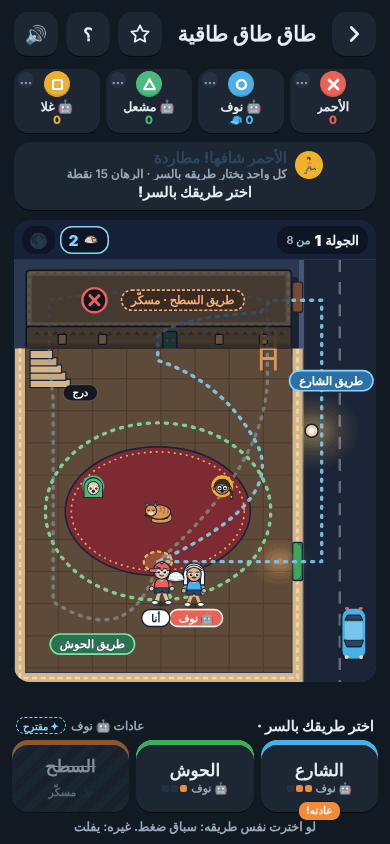 طاق طاق طاقية
؟
الأحمر
0
نوف
0
مشعل
0
غلا
0
الأحمر شافها! مطاردة
كل واحد يختار طريقه بالسر · الرهان 15 نقطة
اختر طريقك بالسر!
الجولة 1 من 8
2
طريق السطح · مسكّر
درج
طريق الشارع
أنا
نوف
طريق الحوش
اختر طريقك بالسر ·
عادات نوف
مقترح
الشارع
نوف
عادته!
الحوش
نوف
السطح
مسكّر
لو اخترت نفس طريقه: سباق ضغط. غيره: يفلت